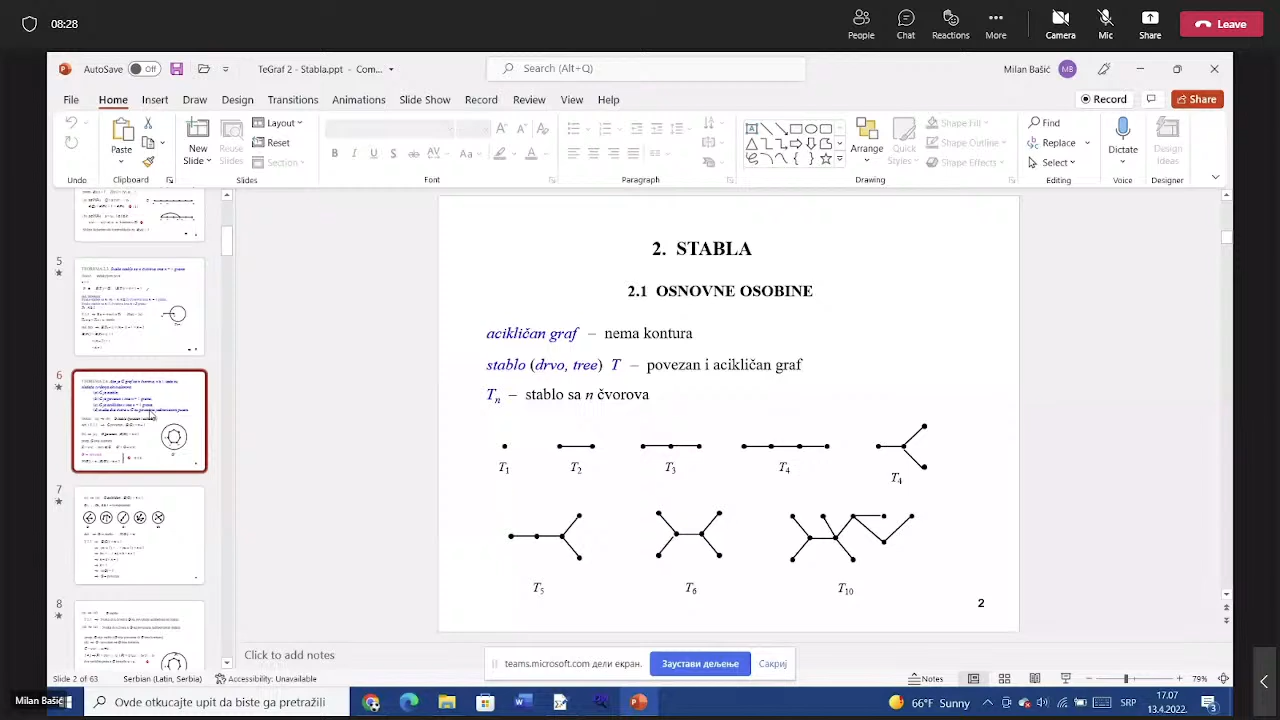 08:28
People
Chat
Reactions
More
Camera
Mic
Share
Leave
AutoSave Off
TeGraf 2 - Stabla.ppt - Com...
Search (Alt+Q)
Milan Bašić MB
File Home Insert Draw Design Transitions Animations Slide Show Record Review View Help
Record
Share
Undo
Paste
Clipboard
New Slide
Reuse Slides
Layout
Reset
Section
Slides
B I U S ab AV Aa A
Font
Paragraph
Arrange
Quick Styles
Shape Fill
Shape Outline
Shape Effects
Drawing
Find
Replace
Select
Editing
Dictate
Voice
Design Ideas
Designer
5
6
7
8
2. STABLA
2.1 OSNOVNE OSOBINE
acikličan graf – nema kontura
stablo (drvo, tree) T – povezan i acikličan graf
Tn – stablo sa n čvorova
T1 T2 T3 T4 T4
T5 T6 T10
2
Click to add notes
teams.microsoft.com дели екран.
Заустави дељење
Сакриј
Slide 2 of 63
Serbian (Latin, Serbia)
Accessibility: Unavailable
Notes
79%
Milan Bašić
Ovde otkucajte upit da biste ga pretražili
66°F Sunny
SRP
17.07
13.4.2022.
3